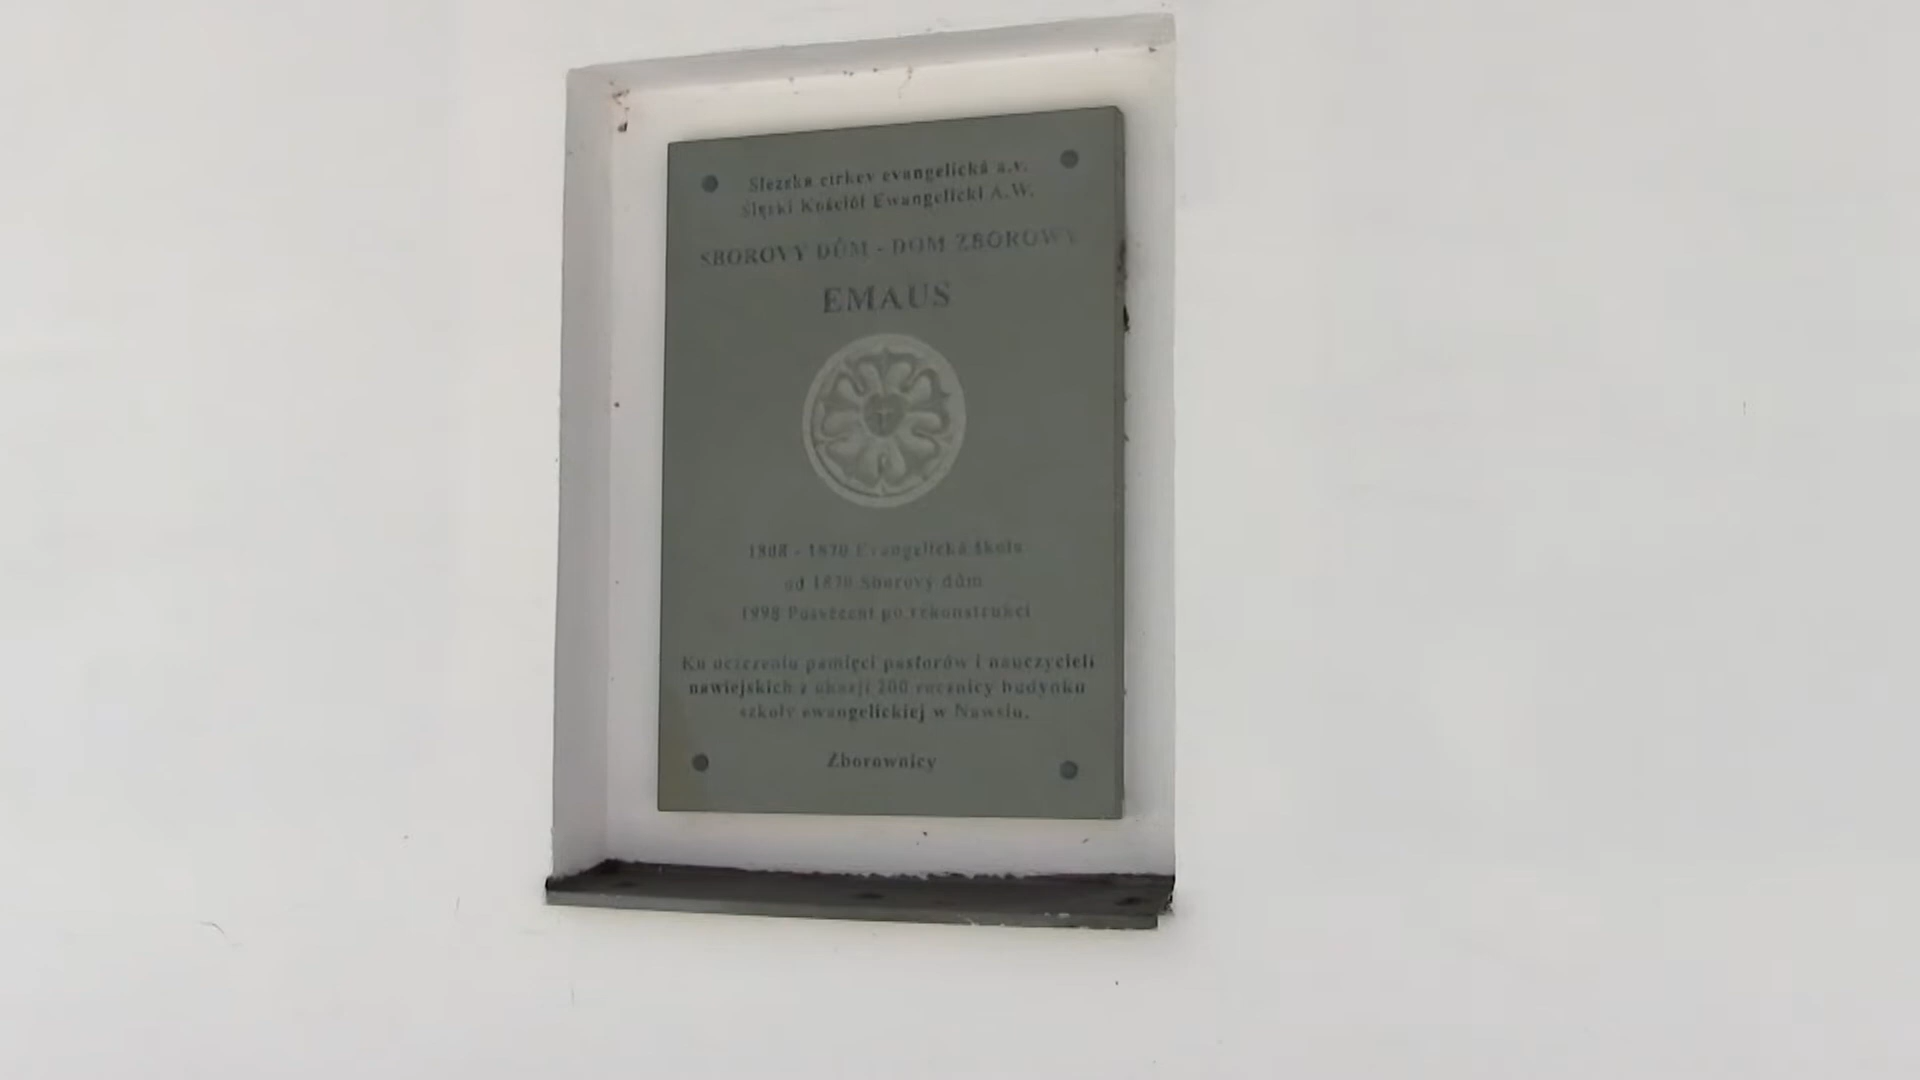 Slezská církev evangelická a.v.
Śląski Kościół Ewangelicki A.W.
SBOROVÝ DŮM - DOM ZBOROWY
EMAUS
1808 - 1870 Evangelická škola
od 1870 Sborový dům
1998 Posvěcení po rekonstrukci
Ku uczczeniu pamięci pastorów i nauczycieli
nawiejskich z okazji 200 rocznicy budynku
szkoły ewangelickiej w Nawsiu.
Zborownicy